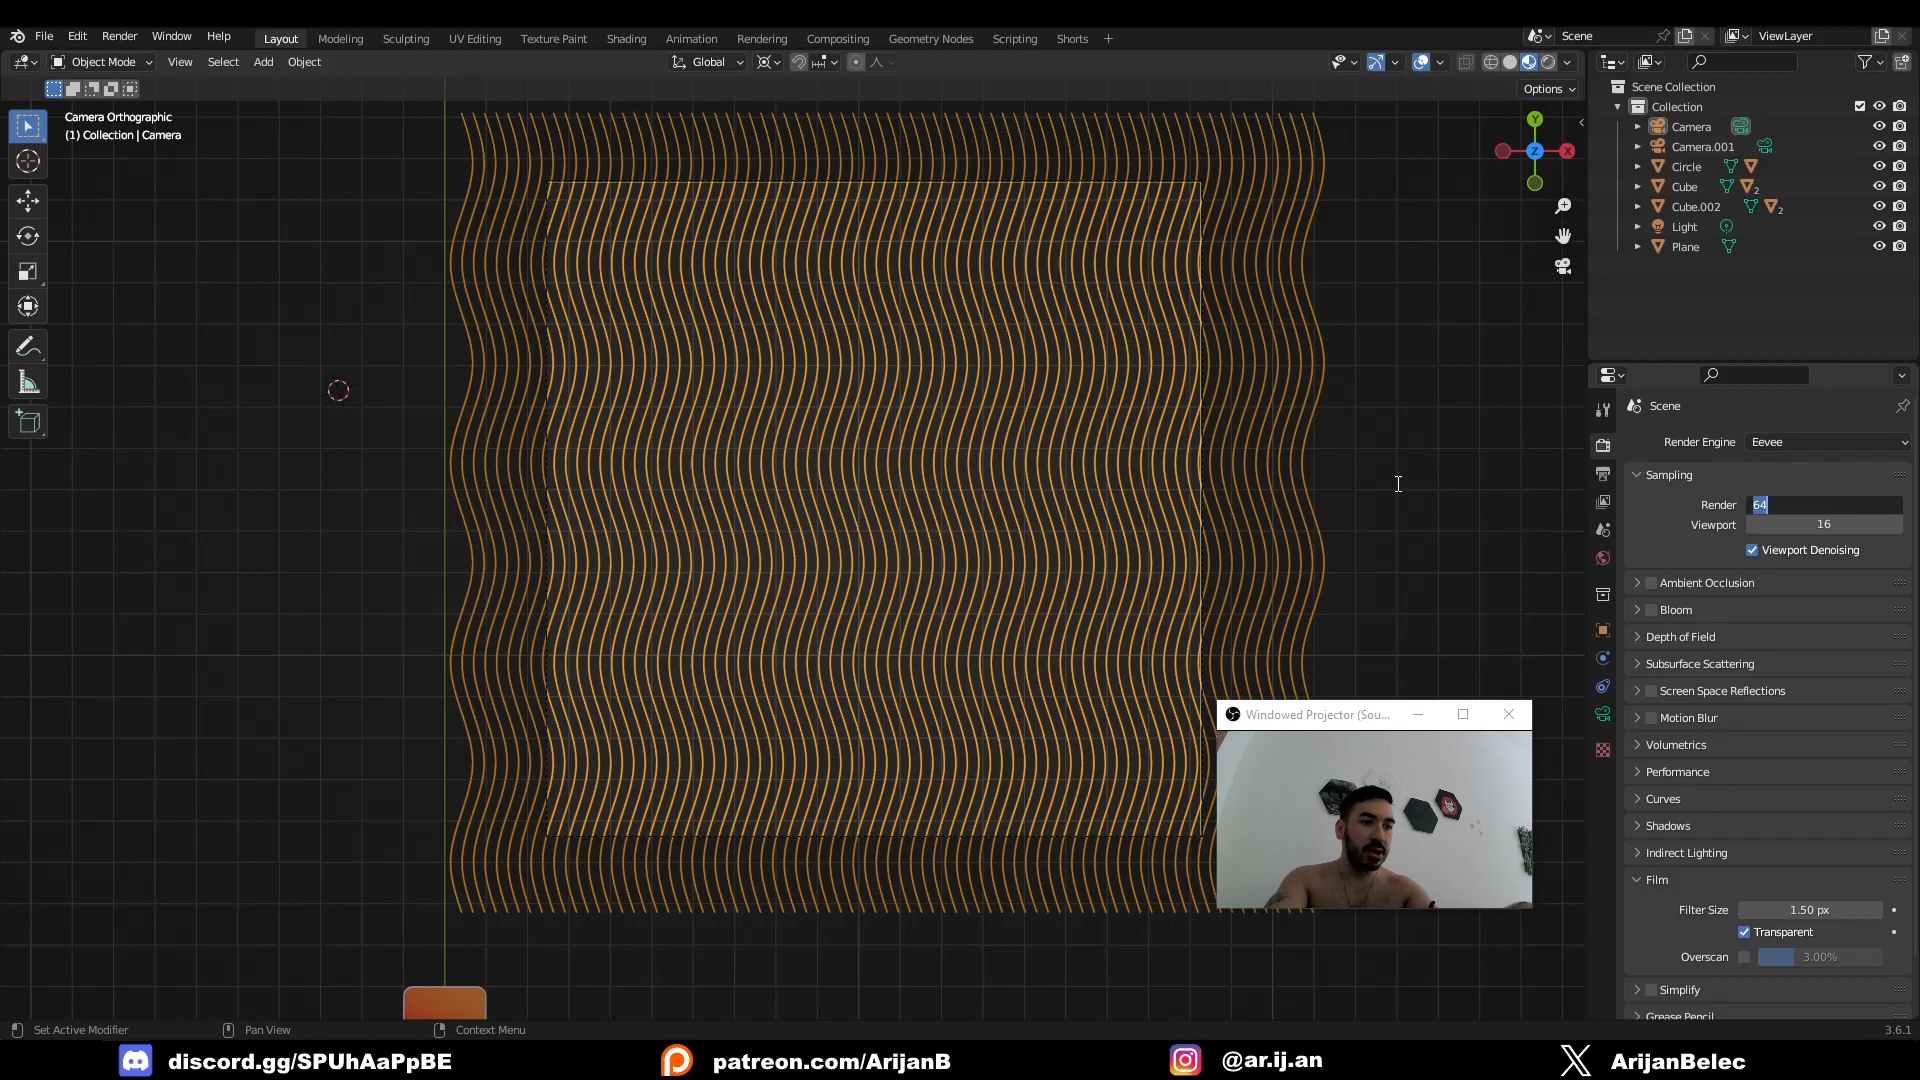 File Edit Render Window Help Layout Modeling Sculpting UV Editing Texture Paint Shading Animation Rendering Compositing Geometry Nodes Scripting Shorts + Scene ViewLayer
Object Mode View Select Add Object Global
Options
Camera Orthographic
(1) Collection | Camera
Y
Z
X
Scene Collection
Collection
Camera
Camera.001
Circle
Cube 2
Cube.002 2
Light
Plane
Scene
Render Engine Eevee
Sampling
Render 64
Viewport 16
Viewport Denoising
Ambient Occlusion
Bloom
Depth of Field
Subsurface Scattering
Screen Space Reflections
Motion Blur
Volumetrics
Performance
Curves
Shadows
Indirect Lighting
Film
Filter Size 1.50 px
Transparent
Overscan 3.00%
Simplify
Grease Pencil
Windowed Projector (Sou...
Set Active Modifier Pan View Context Menu 3.6.1
discord.gg/SPUhAaPpBE patreon.com/ArijanB @ar.ij.an ArijanBelec